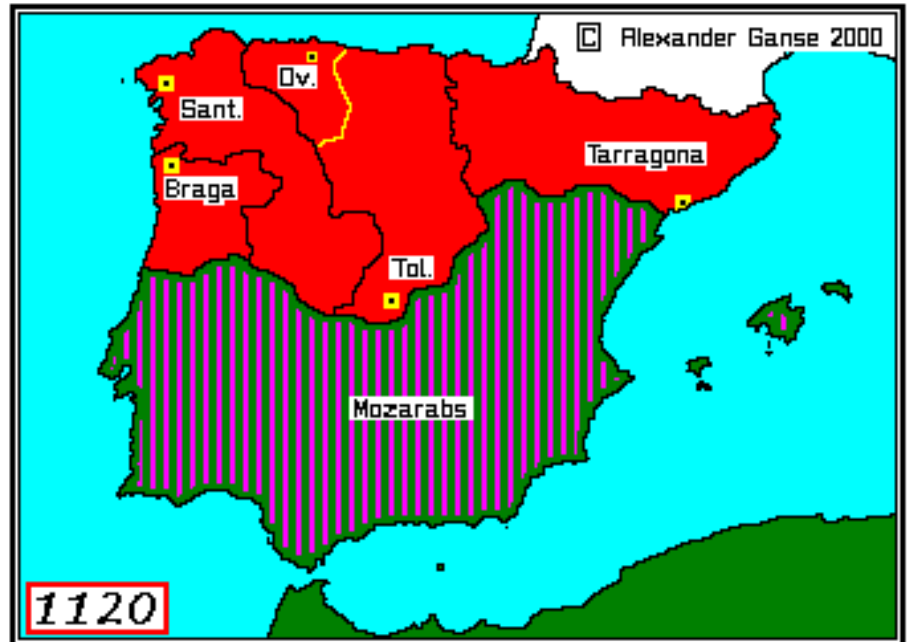 C Alexander Ganse 2000
Ov.
Sant.
Tarragona
Braga
Tol.
Mozarabs
1120